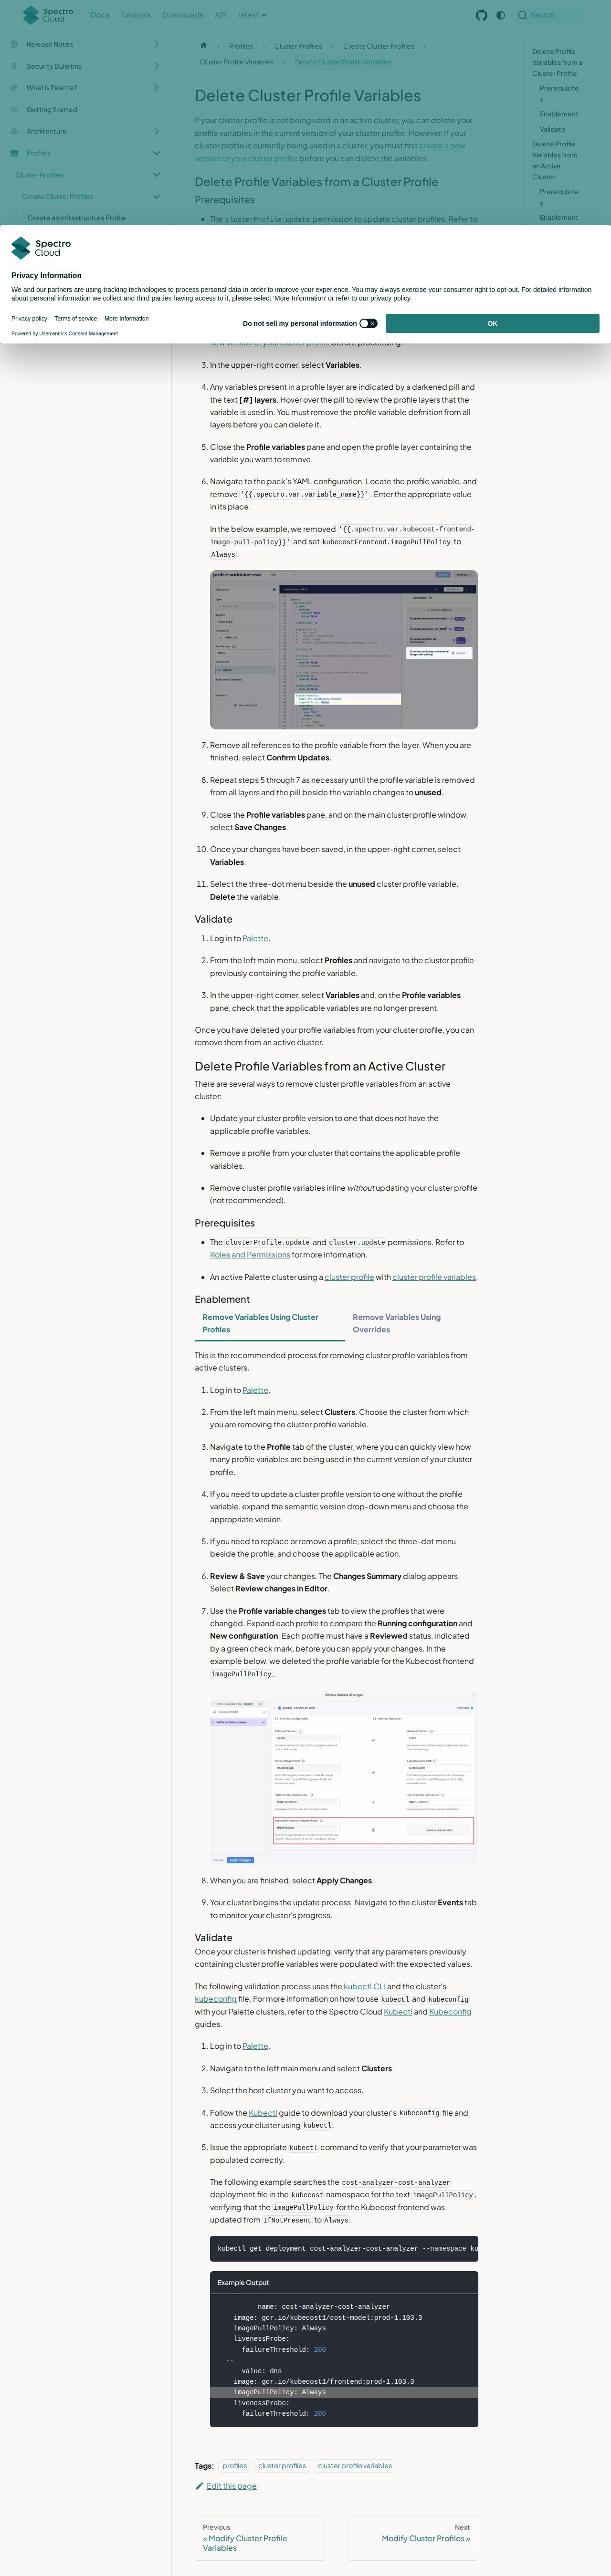 Spectro Cloud
Docs Tutorials Downloads API latest
Search
Release Notes
Security Bulletins
What is Palette?
Getting Started
Architecture
Profiles
Cluster Profiles
Create Cluster Profiles
Create an Infrastructure Profile
Profiles › Cluster Profiles › Create Cluster Profiles ›
Cluster Profile Variables › Delete Cluster Profile Variables
Delete Cluster Profile Variables
If your cluster profile is not being used in an active cluster, you can delete your
profile variables in the current version of your cluster profile. However, if your
cluster profile is currently being used in a cluster, you must first create a new
version of your cluster profile before you can delete the variables.
Delete Profile Variables from a Cluster Profile
Prerequisites
The clusterProfile.update permission to update cluster profiles. Refer to
Delete Profile
Variables from a
Cluster Profile
Prerequisite
s
Enablement
Validate
Delete Profile
Variables from
an Active
Cluster
Prerequisite
s
Enablement
Spectro Cloud
Privacy Information
We and our partners are using tracking technologies to process personal data in order to improve your experience. You may always exercise your consumer right to opt-out. For detailed information
about personal information we collect and third parties having access to it, please select 'More Information' or refer to our privacy policy.
Privacy policy Terms of service More Information
Powered by Usercentrics Consent Management
Do not sell my personal information
OK
new version of your cluster profile before proceeding.
3. In the upper-right corner, select Variables.
4. Any variables present in a profile layer are indicated by a darkened pill and
the text [#] layers. Hover over the pill to review the profile layers that the
variable is used in. You must remove the profile variable definition from all
layers before you can delete it.
5. Close the Profile variables pane and open the profile layer containing the
variable you want to remove.
6. Navigate to the pack's YAML configuration. Locate the profile variable, and
remove '{{.spectro.var.variable_name}}'. Enter the appropriate value
in its place.
In the below example, we removed '{{.spectro.var.kubecost-frontend-
image-pull-policy}}' and set kubecostFrontend.imagePullPolicy to
Always.
7. Remove all references to the profile variable from the layer. When you are
finished, select Confirm Updates.
8. Repeat steps 5 through 7 as necessary until the profile variable is removed
from all layers and the pill beside the variable changes to unused.
9. Close the Profile variables pane, and on the main cluster profile window,
select Save Changes.
10. Once your changes have been saved, in the upper-right corner, select
Variables.
11. Select the three-dot menu beside the unused cluster profile variable.
Delete the variable.
Validate
1. Log in to Palette.
2. From the left main menu, select Profiles and navigate to the cluster profile
previously containing the profile variable.
3. In the upper-right corner, select Variables and, on the Profile variables
pane, check that the applicable variables are no longer present.
Once you have deleted your profile variables from your cluster profile, you can
remove them from an active cluster.
Delete Profile Variables from an Active Cluster
There are several ways to remove cluster profile variables from an active
cluster:
Update your cluster profile version to one that does not have the
applicable profile variables.
Remove a profile from your cluster that contains the applicable profile
variables.
Remove cluster profile variables inline without updating your cluster profile
(not recommended).
Prerequisites
The clusterProfile.update and cluster.update permissions. Refer to
Roles and Permissions for more information.
An active Palette cluster using a cluster profile with cluster profile variables.
Enablement
Remove Variables Using Cluster
Profiles
Remove Variables Using
Overrides
This is the recommended process for removing cluster profile variables from
active clusters.
1. Log in to Palette.
2. From the left main menu, select Clusters. Choose the cluster from which
you are removing the cluster profile variable.
3. Navigate to the Profile tab of the cluster, where you can quickly view how
many profile variables are being used in the current version of your cluster
profile.
4. If you need to update a cluster profile version to one without the profile
variable, expand the semantic version drop-down menu and choose the
appropriate version.
5. If you need to replace or remove a profile, select the three-dot menu
beside the profile, and choose the applicable action.
6. Review & Save your changes. The Changes Summary dialog appears.
Select Review changes in Editor.
7. Use the Profile variable changes tab to view the profiles that were
changed. Expand each profile to compare the Running configuration and
New configuration. Each profile must have a Reviewed status, indicated
by a green check mark, before you can apply your changes. In the
example below, we deleted the profile variable for the Kubecost frontend
imagePullPolicy.
Review Update Changes
8. When you are finished, select Apply Changes.
9. Your cluster begins the update process. Navigate to the cluster Events tab
to monitor your cluster's progress.
Validate
Once your cluster is finished updating, verify that any parameters previously
containing cluster profile variables were populated with the expected values.
The following validation process uses the kubectl CLI and the cluster's
kubeconfig file. For more information on how to use kubectl and kubeconfig
with your Palette clusters, refer to the Spectro Cloud Kubectl and Kubeconfig
guides.
1. Log in to Palette.
2. Navigate to the left main menu and select Clusters.
3. Select the host cluster you want to access.
4. Follow the Kubectl guide to download your cluster's kubeconfig file and
access your cluster using kubectl.
5. Issue the appropriate kubectl command to verify that your parameter was
populated correctly.
The following example searches the cost-analyzer-cost-analyzer
deployment file in the kubecost namespace for the text imagePullPolicy,
verifying that the imagePullPolicy for the Kubecost frontend was
updated from IfNotPresent to Always.
kubectl get deployment cost-analyzer-cost-analyzer --namespace ku
Example Output
name: cost-analyzer-cost-analyzer
image: gcr.io/kubecost1/cost-model:prod-1.103.3
imagePullPolicy: Always
livenessProbe:
failureThreshold: 200
--
value: dns
image: gcr.io/kubecost1/frontend:prod-1.103.3
imagePullPolicy: Always
livenessProbe:
failureThreshold: 200
Tags: profiles cluster profiles cluster profile variables
Edit this page
Previous
« Modify Cluster Profile
Variables
Next
Modify Cluster Profiles »